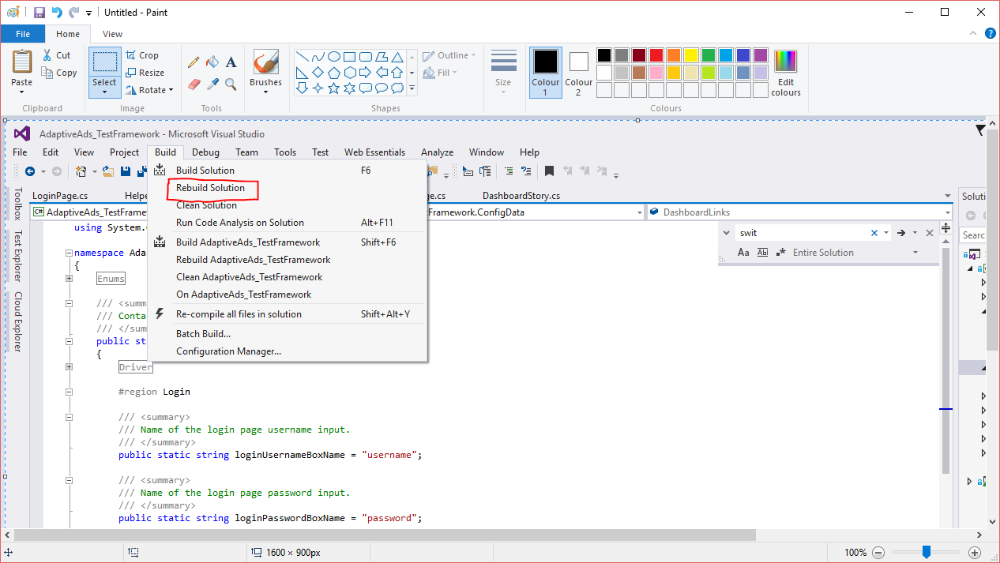 Untitled - Paint
File Home View
Paste Cut Copy
Select Crop Resize Rotate
A
Brushes
Outline
Fill
Size
Colour 1
Colour 2
Edit colours
Clipboard Image Tools Shapes Colours
AdaptiveAds_TestFramework - Microsoft Visual Studio
File Edit View Project Build Debug Team Tools Test Web Essentials Analyze Window Help
Build Solution F6
Rebuild Solution
Clean Solution
Run Code Analysis on Solution Alt+F11
Build AdaptiveAds_TestFramework Shift+F6
Rebuild AdaptiveAds_TestFramework
Clean AdaptiveAds_TestFramework
On AdaptiveAds_TestFramework
Re-compile all files in solution Shift+Alt+Y
Batch Build...
Configuration Manager...
Toolbox
Test Explorer
Cloud Explorer
LoginPage.cs Helpe ge.cs DashboardStory.cs
C# AdaptiveAds_TestFramew tFramework.ConfigData DashboardLinks
Soluti
Searc
swit
Aa Ab Entire Solution
using System.
namespace Ada
{
Enums
/// <summ
/// Conta
/// </sum
public st
{
Driver
#region Login
/// <summary>
/// Name of the login page username input.
/// </summary>
public static string loginUsernameBoxName = "username";
/// <summary>
/// Name of the login page password input.
/// </summary>
public static string loginPasswordBoxName = "password";
1600 × 900px
100%